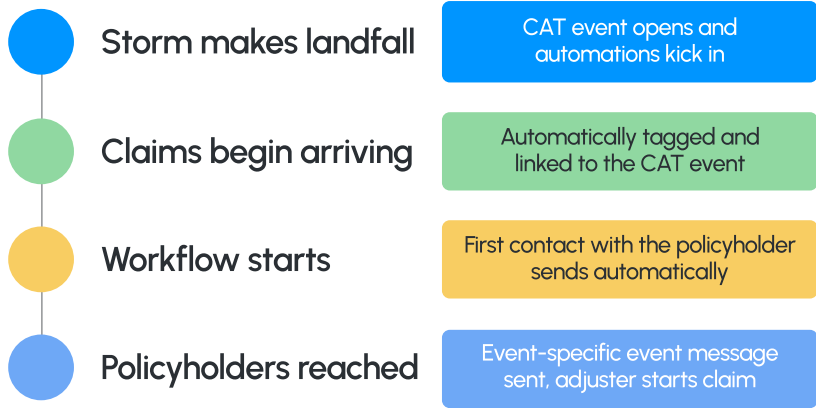 Storm makes landfall
CAT event opens and
automations kick in
Claims begin arriving
Automatically tagged and
linked to the CAT event
Workflow starts
First contact with the policyholder
sends automatically
Policyholders reached
Event-specific event message
sent, adjuster starts claim